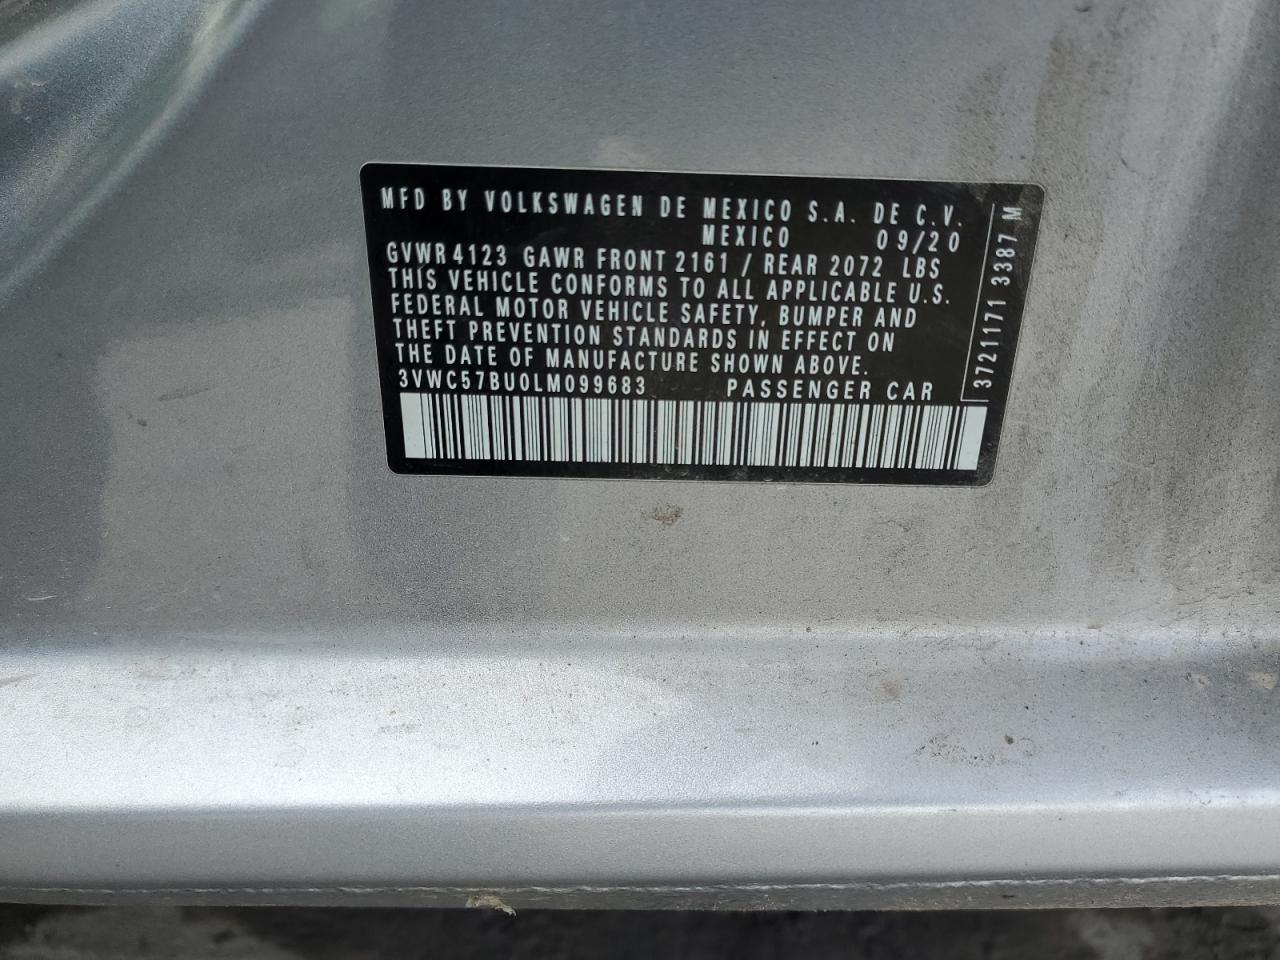 MFD BY VOLKSWAGEN DE MEXICO S.A. DE C.V.
MEXICO 09/20
GVWR 4123 GAWR FRONT 2161 / REAR 2072 LBS
THIS VEHICLE CONFORMS TO ALL APPLICABLE U.S.
FEDERAL MOTOR VEHICLE SAFETY, BUMPER AND
THEFT PREVENTION STANDARDS IN EFFECT ON
THE DATE OF MANUFACTURE SHOWN ABOVE.
3VWC57BU0LM099683 PASSENGER CAR
3721171 3387 M